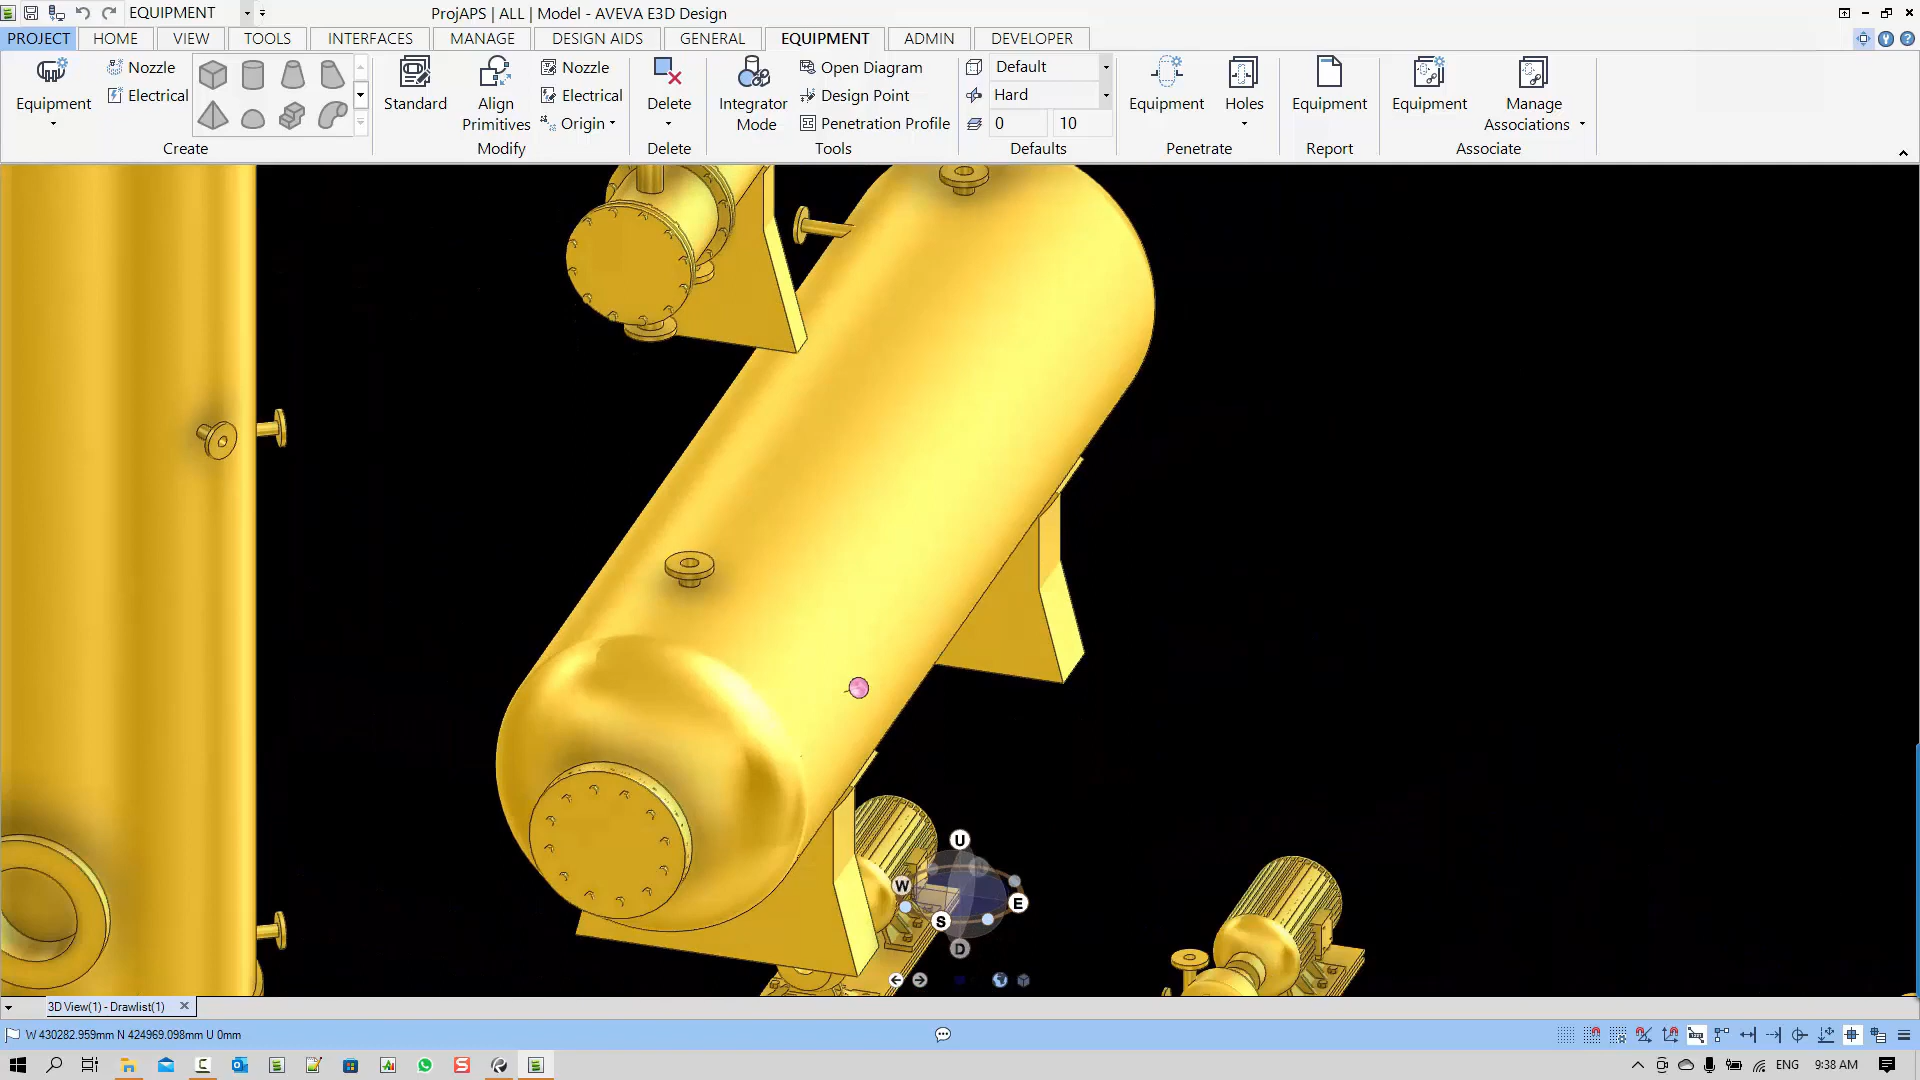 EQUIPMENT
ProjAPS | ALL | Model - AVEVA E3D Design
PROJECT HOME VIEW TOOLS INTERFACES MANAGE DESIGN AIDS GENERAL EQUIPMENT ADMIN DEVELOPER
Equipment
Nozzle
Electrical
Create
Standard
Align
Primitives
Nozzle
Electrical
Origin
Modify
Delete
Delete
Integrator
Mode
Open Diagram
Design Point
Penetration Profile
Tools
Default
Hard
0 10
Defaults
Equipment
Holes
Penetrate
Equipment
Report
Equipment
Manage
Associations
Associate
U
W
E
S
D
3D View(1) - Drawlist(1)
W 430282.959mm N 424969.098mm U 0mm
ENG
9:38 AM